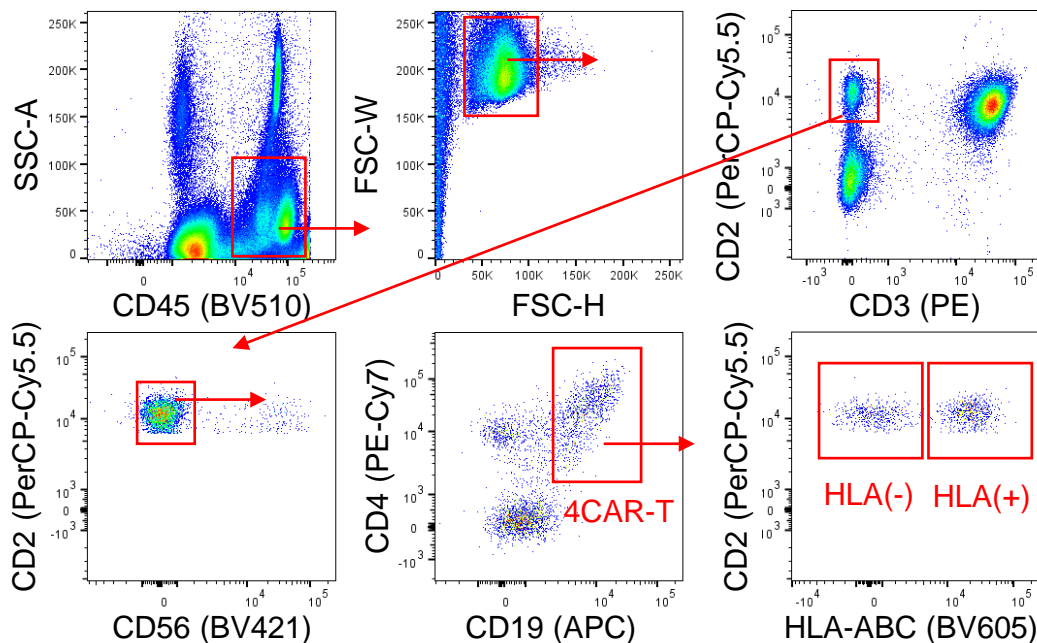 SSC-A
250K
200K
150K
100K
50K
0
0
10^4
10^5
CD45 (BV510)
FSC-W
250K
200K
150K
100K
50K
0
0
50K
100K
150K
200K
250K
FSC-H
CD2 (PerCP-Cy5.5)
10^5
10^4
10^3
0
10^3
-10^3
0
10^3
10^4
10^5
CD3 (PE)
CD2 (PerCP-Cy5.5)
10^5
10^4
10^3
0
-10^3
0
10^4
10^5
CD56 (BV421)
CD4 (PE-Cy7)
10^5
10^4
10^3
0
-10^3
4CAR-T
0
10^4
10^5
CD19 (APC)
CD2 (PerCP-Cy5.5)
10^5
10^4
10^3
0
10^3
HLA(-) HLA(+)
-10^4
0
10^4
10^5
HLA-ABC (BV605)